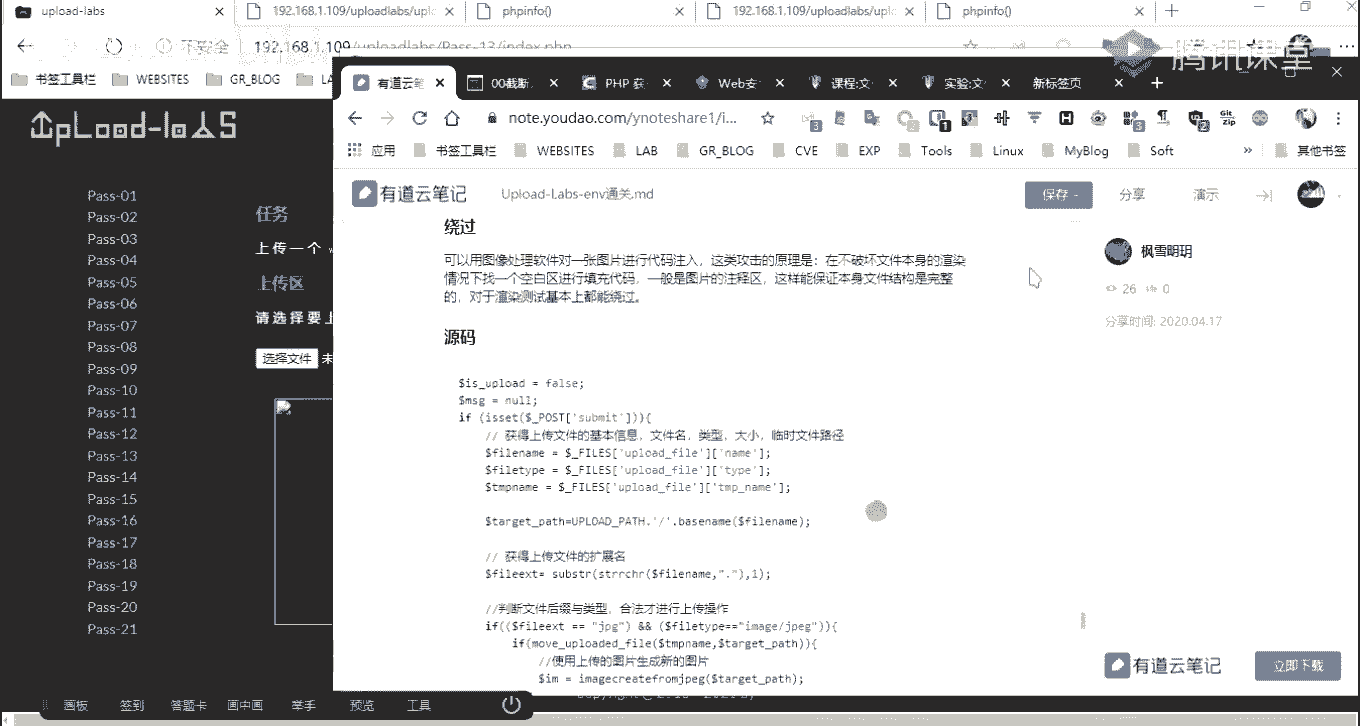 upload-labs
192.168.1.109/uploadlabs/upl
phpinfo()
192.168.1.109/uploadlabs/upl
phpinfo()
不安全
192.168.1.109/uploadlabs/Pass-13/index.php
腾讯课堂
书签工具栏
WEBSITES
GR_BLOG
LA
有道云笔
00截断.
PHP 获
Web安
课程:文
实验:文
新标签页
note.youdao.com/ynoteshare1/i...
应用
书签工具栏
WEBSITES
LAB
GR_BLOG
CVE
EXP
Tools
Linux
MyBlog
Soft
其他书签
UpLoad-labs
有道云笔记
Upload-Labs-env通关.md
保存
分享
演示
Pass-01
Pass-02
Pass-03
Pass-04
Pass-05
Pass-06
Pass-07
Pass-08
Pass-09
Pass-10
Pass-11
Pass-12
Pass-13
Pass-14
Pass-15
Pass-16
Pass-17
Pass-18
Pass-19
Pass-20
Pass-21
任务
上传一个
上传区
请选择要上
选择文件 未
绕过
可以用图像处理软件对一张图片进行代码注入，这类攻击的原理是：在不破坏文件本身的渲染
情况下找一个空白区进行填充代码，一般是图片的注释区，这样能保证本身文件结构是完整
的，对于渲染测试基本上都能绕过。
源码
$is_upload = false;
$msg = null;
if (isset($_POST['submit'])){
// 获得上传文件的基本信息，文件名，类型，大小，临时文件路径
$filename = $_FILES['upload_file']['name'];
$filetype = $_FILES['upload_file']['type'];
$tmpname = $_FILES['upload_file']['tmp_name'];
$target_path=UPLOAD_PATH.'/'.basename($filename);
// 获得上传文件的扩展名
$fileext= substr(strrchr($filename,"."),1);
//判断文件后缀与类型，合法才进行上传操作
if(($fileext == "jpg") && ($filetype=="image/jpeg")){
if(move_uploaded_file($tmpname,$target_path)){
//使用上传的图片生成新的图片
$im = imagecreatefromjpeg($target_path);
枫雪明玥
26
0
分享时间: 2020.04.17
有道云笔记
立即下载
画板
签到
答题卡
画中画
举手
预览
工具